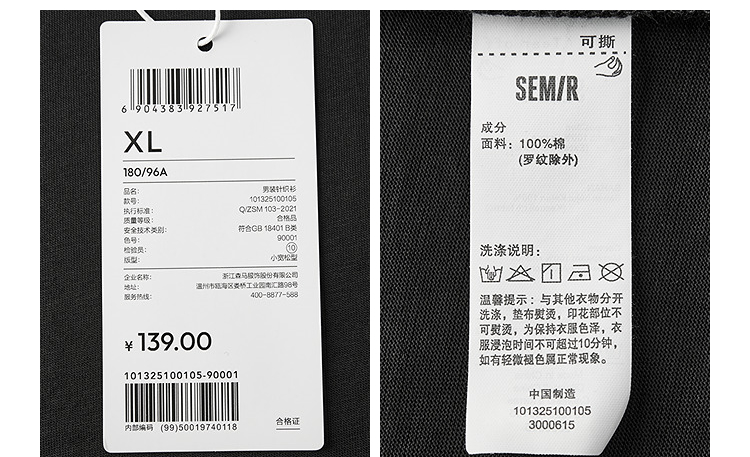 6 904383 927517
XL
180/96A
品名: 男装针织衫
款号: 101325100105
执行标准: Q/ZSM 103-2021
质量等级: 合格品
安全技术类别: 符合GB 18401 B类
色号: 90001
检验员: 10
版型: 小宽松型
企业名称: 浙江森马服饰股份有限公司
地址: 温州市瓯海区娄桥工业园南汇路98号
服务热线: 400-8877-588
¥ 139.00
101325100105-90001
内部编码 (99)50019740118
合格证
可撕
SEM/R
成分
面料: 100%棉
(罗纹除外)
洗涤说明:
温馨提示: 与其他衣物分开
洗涤, 垫布熨烫, 印花部位不
可熨烫, 为保持衣服色泽, 衣
服浸泡时间不可超过10分钟,
如有轻微褪色属正常现象。
中国制造
101325100105
3000615